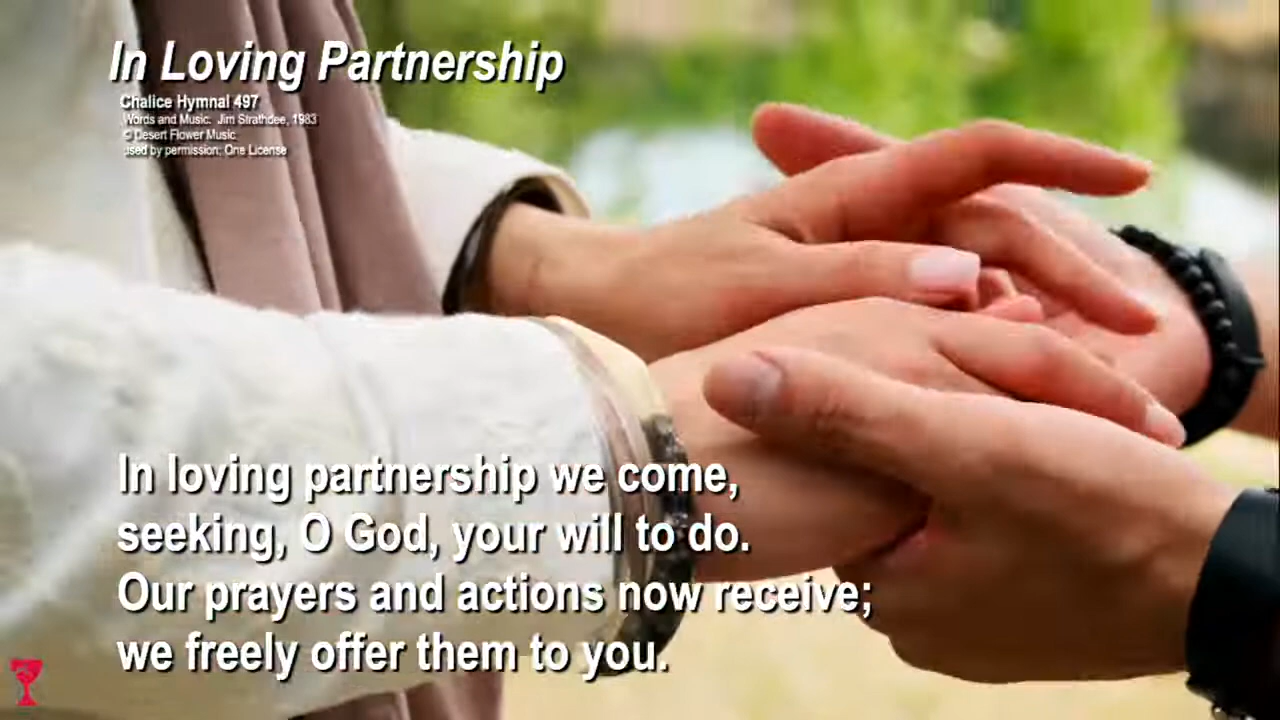 In Loving Partnership
Chalice Hymnal 497
Words and Music: Jim Strathdee, 1983
© Desert Flower Music
used by permission: One License
In loving partnership we come,
seeking, O God, your will to do.
Our prayers and actions now receive;
we freely offer them to you.